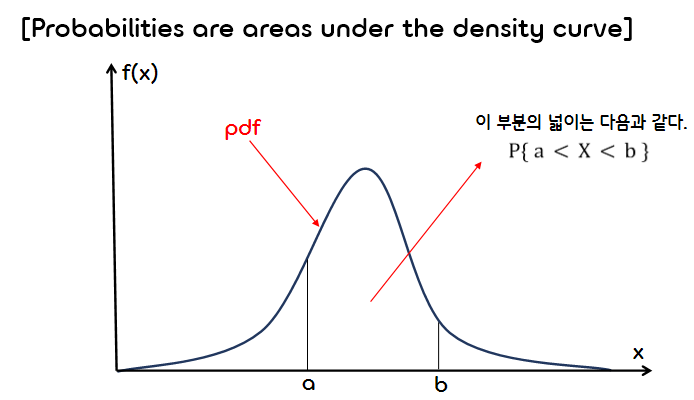 [Probabilities are areas under the density curve]
f(x)
pdf
이 부분의 넓이는 다음과 같다.
P{ a < X < b }
x
a
b